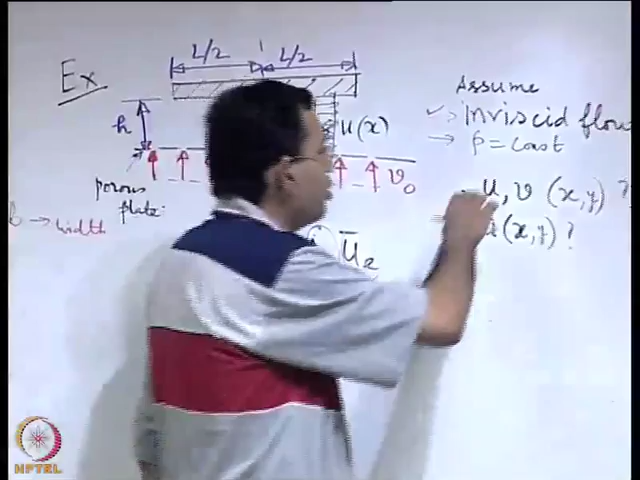 Ex
L/2 L/2
h
u(x)
v₀
porous
plate
b → width
ū₂
Assume
Inviscid flow
→ ρ = const
u, v (x, y) ?
(x, y) ?
NPTEL